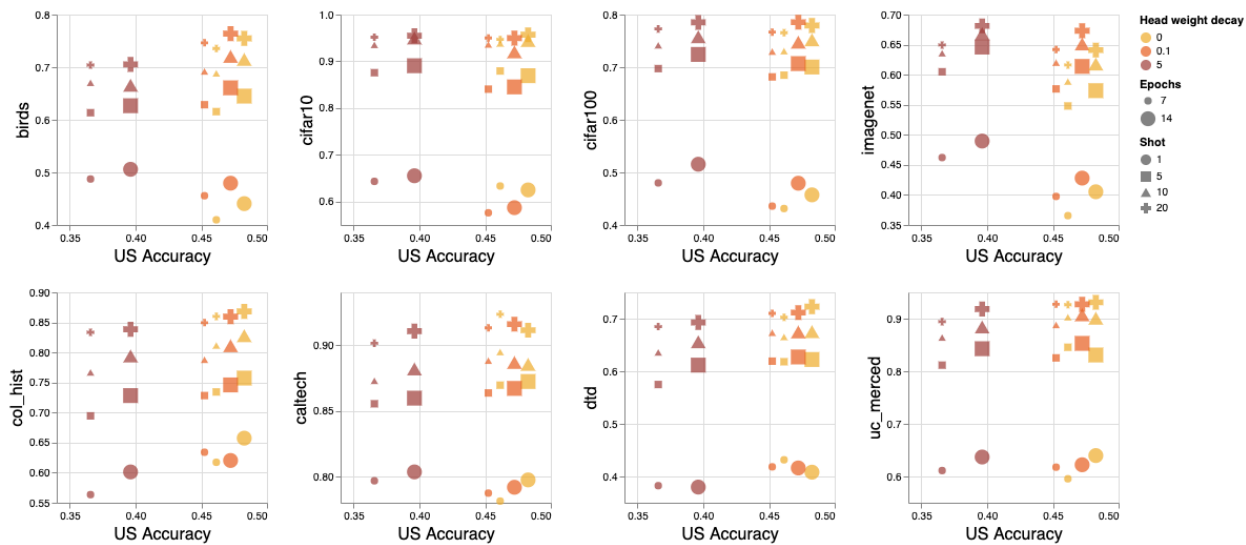 0.8
0.7
0.6
0.5
0.4
birds
0.35 0.40 0.45 0.50
US Accuracy
1.0
0.9
0.8
0.7
0.6
cifar10
0.35 0.40 0.45 0.50
US Accuracy
0.8
0.7
0.6
0.5
0.4
cifar100
0.35 0.40 0.45 0.50
US Accuracy
0.70
0.65
0.60
0.55
0.50
0.45
0.40
0.35
imagenet
0.35 0.40 0.45 0.50
US Accuracy
Head weight decay
0
0.1
5
Epochs
7
14
Shot
1
5
10
20
0.90
0.85
0.80
0.75
0.70
0.65
0.60
0.55
col_hist
0.35 0.40 0.45 0.50
US Accuracy
0.90
0.85
0.80
caltech
0.35 0.40 0.45 0.50
US Accuracy
0.7
0.6
0.5
0.4
dtd
0.35 0.40 0.45 0.50
US Accuracy
0.9
0.8
0.7
0.6
uc_merced
0.35 0.40 0.45 0.50
US Accuracy